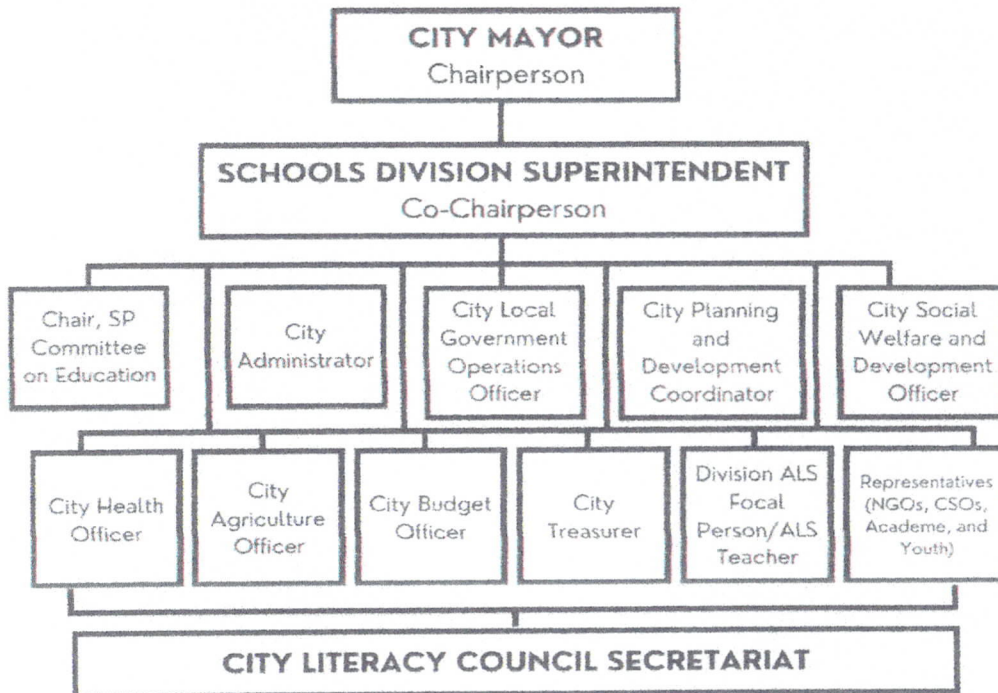 CITY MAYOR
Chairperson
SCHOOLS DIVISION SUPERINTENDENT
Co-Chairperson
Chair, SP
Committee
on Education
City
Administrator
City Local
Government
Operations
Officer
City Planning
and
Development
Coordinator
City Social
Welfare and
Development
Officer
City Health
Officer
City
Agriculture
Officer
City Budget
Officer
City
Treasurer
Division ALS
Focal
Person/ALS
Teacher
Representatives
(NGOs, CSOs,
Academe, and
Youth)
CITY LITERACY COUNCIL SECRETARIAT